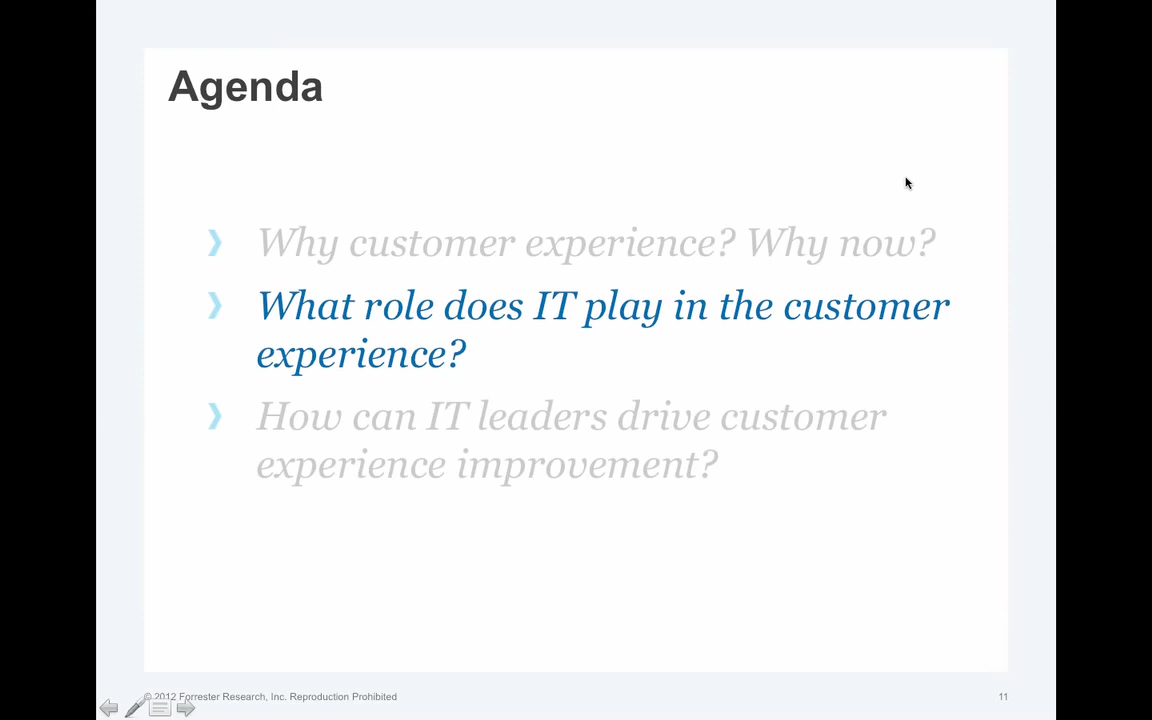 Agenda
Why customer experience? Why now?
What role does IT play in the customer
experience?
How can IT leaders drive customer
experience improvement?
© 2012 Forrester Research, Inc. Reproduction Prohibited
11